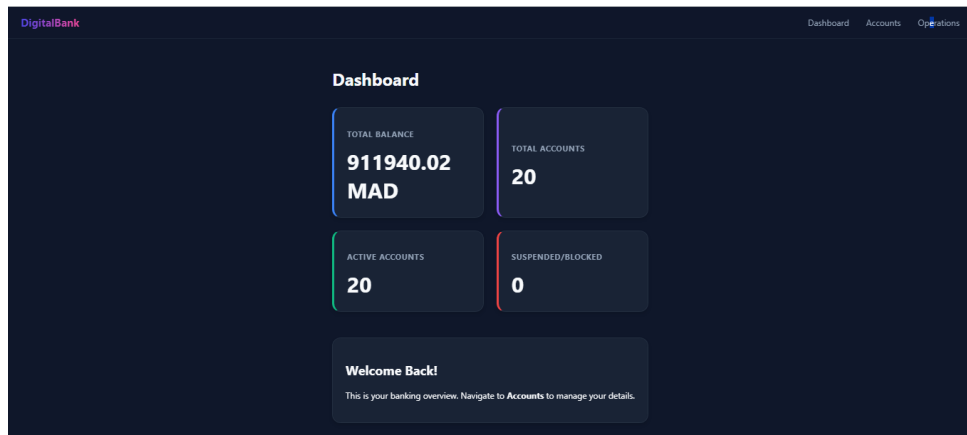 DigitalBank
Dashboard Accounts Operations
Dashboard
TOTAL BALANCE
911940.02
MAD
TOTAL ACCOUNTS
20
ACTIVE ACCOUNTS
20
SUSPENDED/BLOCKED
0
Welcome Back!
This is your banking overview. Navigate to Accounts to manage your details.